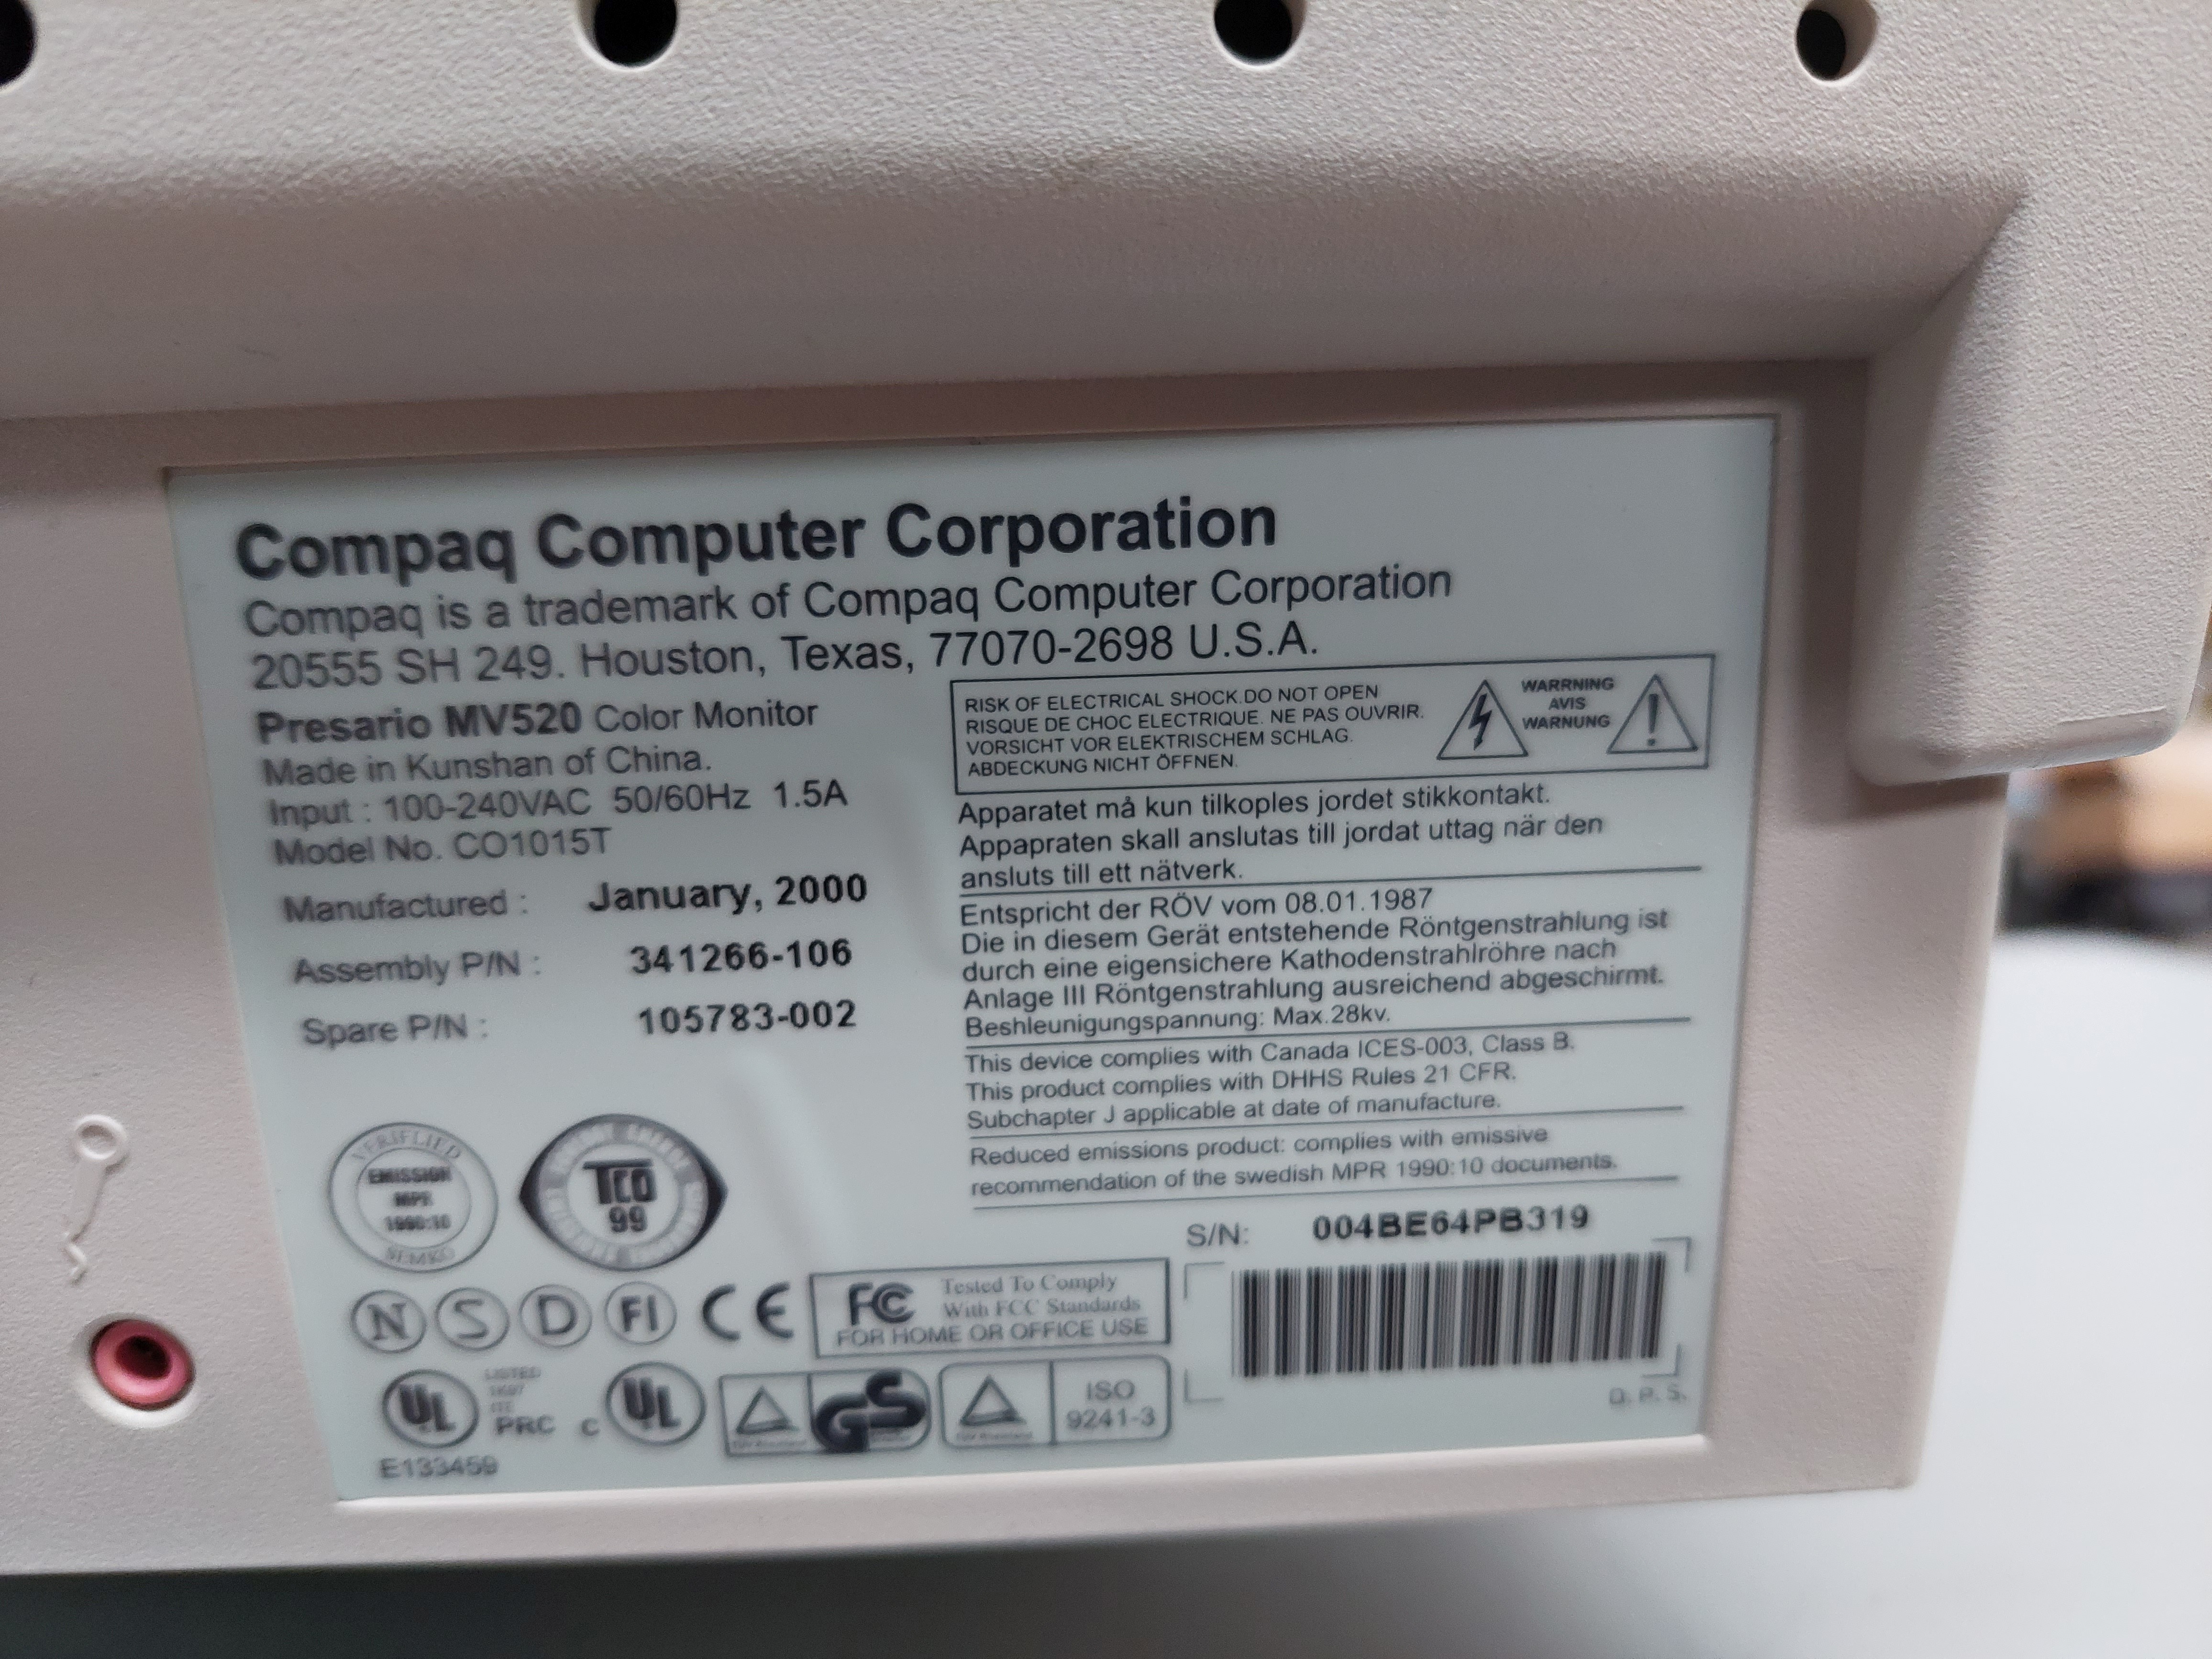 Compaq Computer Corporation
Compaq is a trademark of Compaq Computer Corporation
20555 SH 249. Houston, Texas, 77070-2698 U.S.A.
Presario MV520 Color Monitor
Made in Kunshan of China.
Input : 100-240VAC 50/60Hz 1.5A
Model No. CO1015T
Manufactured : January, 2000
Assembly P/N : 341266-106
Spare P/N : 105783-002
RISK OF ELECTRICAL SHOCK.DO NOT OPEN
RISQUE DE CHOC ELECTRIQUE. NE PAS OUVRIR.
VORSICHT VOR ELEKTRISCHEM SCHLAG.
ABDECKUNG NICHT ÖFFNEN.
WARRNING
AVIS
WARNUNG
Apparatet må kun tilkoples jordet stikkontakt.
Appapraten skall anslutas till jordat uttag när den
ansluts till ett nätverk.
Entspricht der RÖV vom 08.01.1987
Die in diesem Gerät entstehende Röntgenstrahlung ist
durch eine eigensichere Kathodenstrahlröhre nach
Anlage III Röntgenstrahlung ausreichend abgeschirmt.
Beshleunigungspannung: Max.28kv.
This device complies with Canada ICES-003, Class B.
This product complies with DHHS Rules 21 CFR.
Subchapter J applicable at date of manufacture.
Reduced emissions product: complies with emissive
recommendation of the swedish MPR 1990:10 documents.
S/N: 004BE64PB319
D. P. S.
VERIFLIED
EMISSION
MPR
1990:10
SEMKO
TCO
99
N S D FI CE
FC Tested To Comply
With FCC Standards
FOR HOME OR OFFICE USE
UL
LISTED
ITE
PRC
c UL
E133459
GS
ISO
9241-3